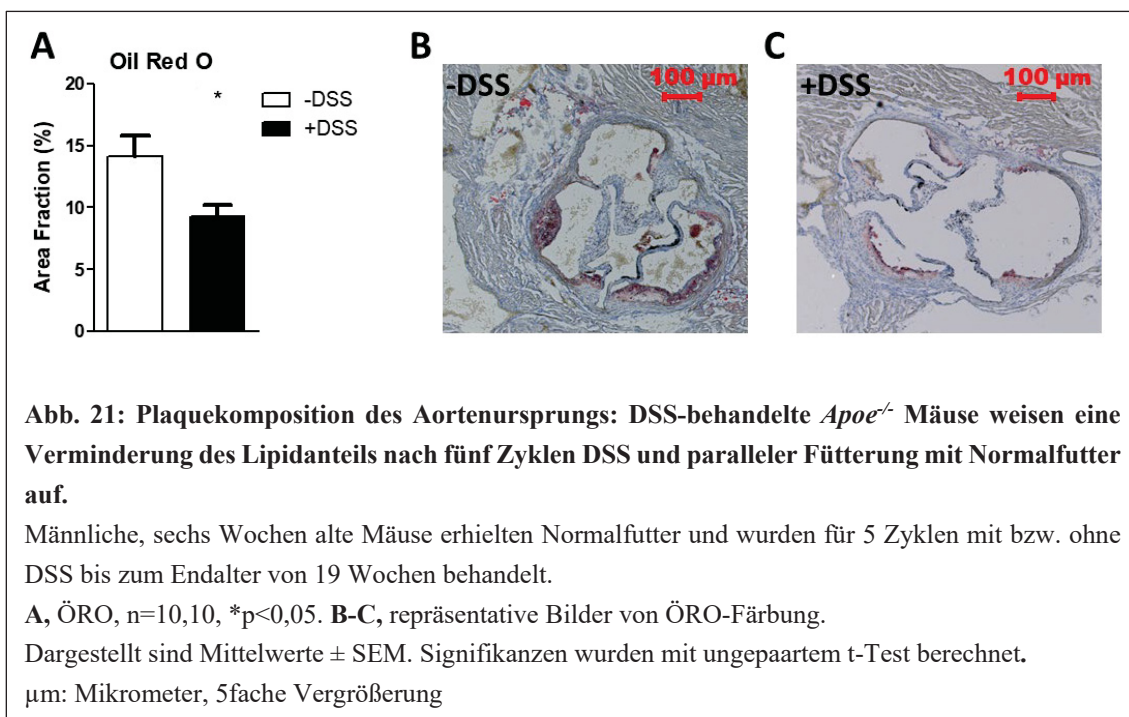 A
Oil Red O
20
15
10
5
0
Area Fraction (%)
*
-DSS
+DSS
B
-DSS
100 µm
C
+DSS
100 µm
Abb. 21: Plaquekomposition des Aortenursprungs: DSS-behandelte Apoe-/- Mäuse weisen eine
Verminderung des Lipidanteils nach fünf Zyklen DSS und paralleler Fütterung mit Normalfutter
auf.
Männliche, sechs Wochen alte Mäuse erhielten Normalfutter und wurden für 5 Zyklen mit bzw. ohne
DSS bis zum Endalter von 19 Wochen behandelt.
A, ÖRO, n=10,10, *p<0,05. B-C, repräsentative Bilder von ÖRO-Färbung.
Dargestellt sind Mittelwerte ± SEM. Signifikanzen wurden mit ungepaartem t-Test berechnet.
µm: Mikrometer, 5fache Vergrößerung